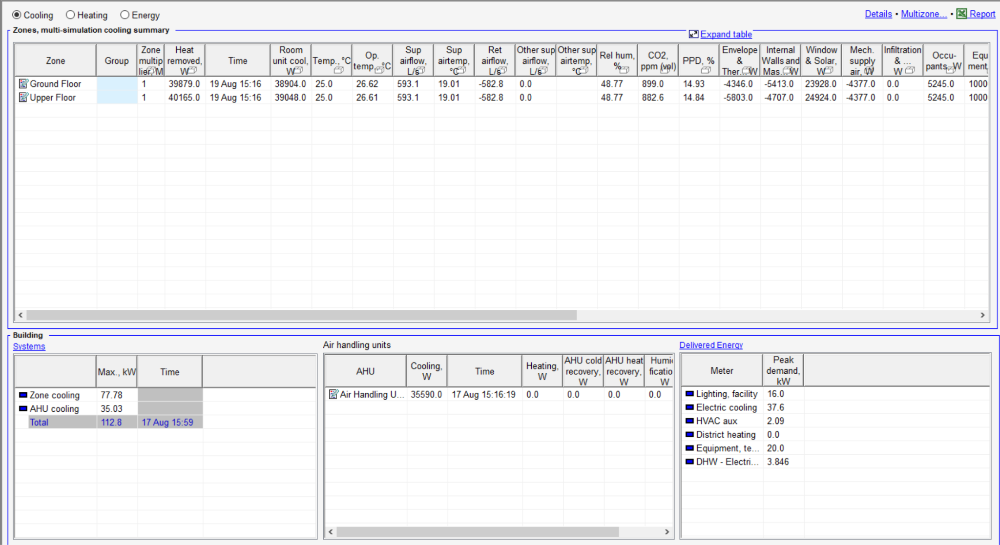 Cooling Heating Energy Details • Multizone... • Report
Zones, multi-simulation cooling summary Expand table
Zone Group Zone multip lier, M Heat removed, W Time Room unit cool, W Temp., °C Op. temp., °C Sup airflow, L/s Sup airtemp, °C Ret airflow, L/s Other sup airflow, L/s Other sup airtemp, °C Rel hum, % CO2, ppm (vol) PPD, % Envelope & Ther... W Internal Walls and Mas... W Window & Solar, W Mech. supply air, W Infiltration & ... W Occu- pants, W Equ ment,
Ground Floor 1 39879.0 19 Aug 15:16 38904.0 25.0 26.62 593.1 19.01 -582.8 0.0 48.77 899.0 14.93 -4346.0 -5413.0 23928.0 -4377.0 0.0 5245.0 1000
Upper Floor 1 40165.0 19 Aug 15:16 39048.0 25.0 26.61 593.1 19.01 -582.8 0.0 48.77 882.6 14.84 -5803.0 -4707.0 24924.0 -4377.0 0.0 5245.0 1000
Building
Systems
Max., kW Time
Zone cooling 77.78
AHU cooling 35.03
Total 112.8 17 Aug 15:59
Air handling units
AHU Cooling, W Time Heating, W AHU cold recovery, W AHU heat recovery, W Humi ficatio W
Air Handling U... 35590.0 17 Aug 15:16:19 0.0 0.0 0.0 0.0
Delivered Energy
Meter Peak demand, kW
Lighting, facility 16.0
Electric cooling 37.6
HVAC aux 2.09
District heating 0.0
Equipment, te... 20.0
DHW - Electri... 3.846